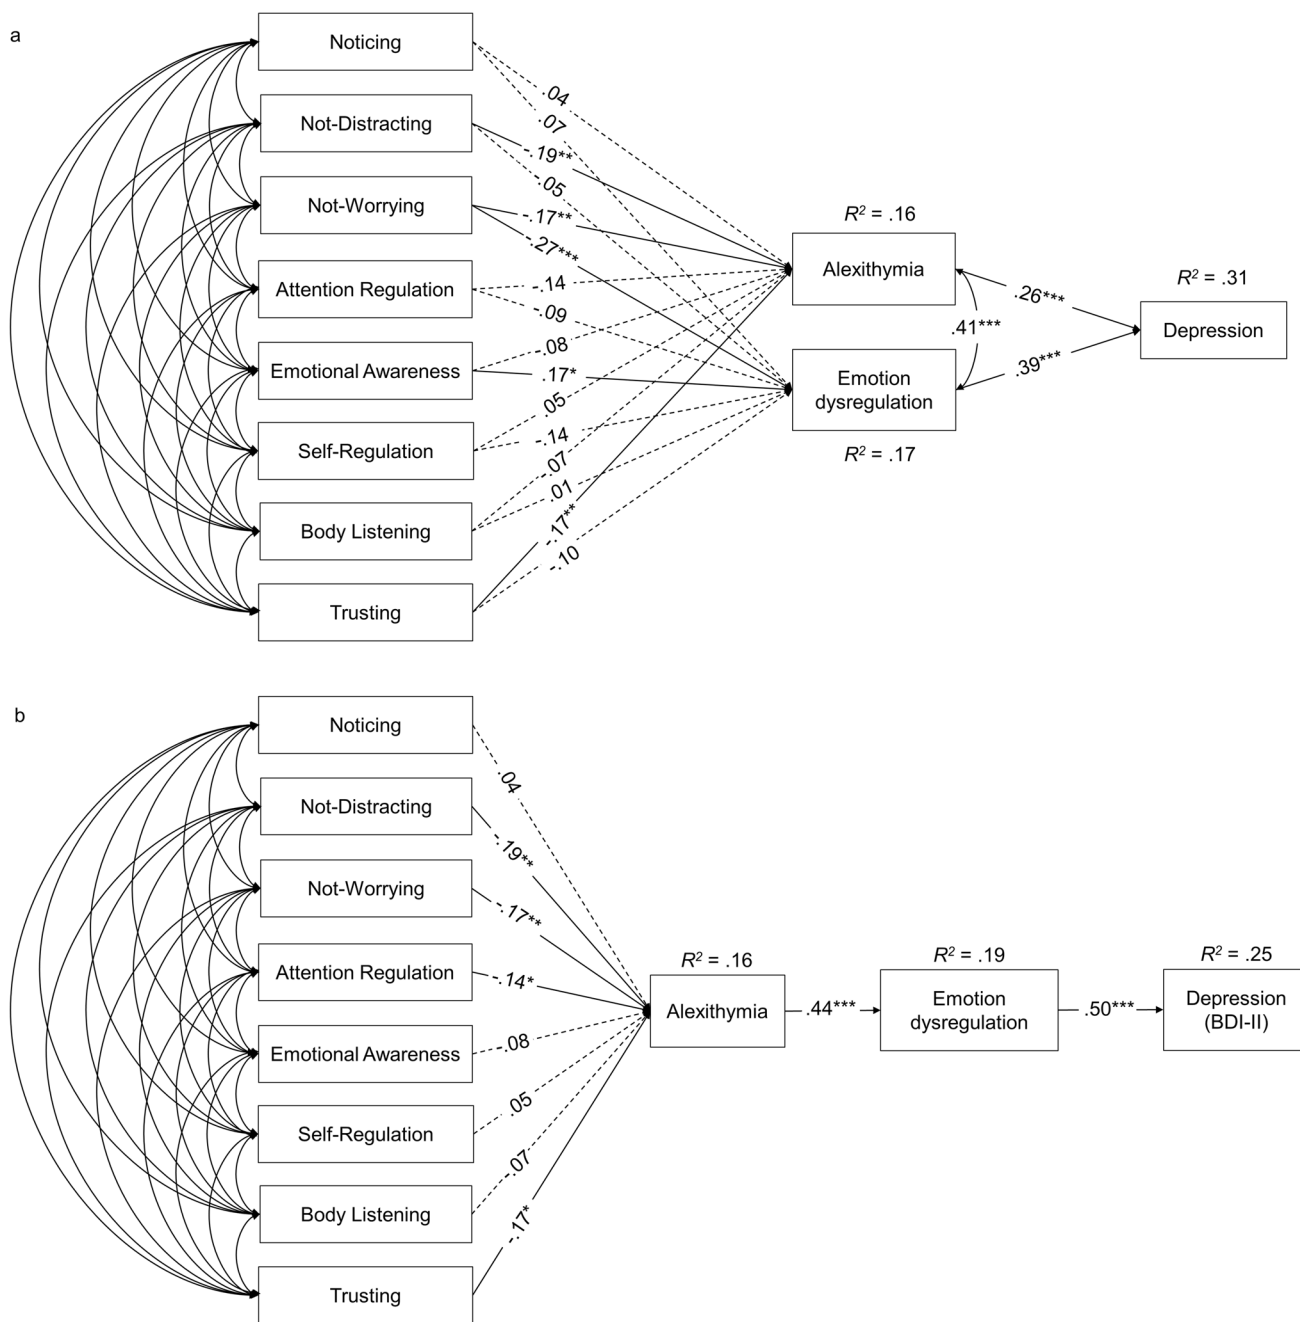 a
Noticing
Not-Distracting
Not-Worrying
Attention Regulation
Emotional Awareness
Self-Regulation
Body Listening
Trusting
.04
.07
-.19**
.05
-.17**
-.27***
-.14
-.09
-.08
.17*
.05
-.14
-.07
.01
-.17**
-.10
R² = .16
Alexithymia
Emotion
dysregulation
R² = .17
.41***
.26***
.39***
R² = .31
Depression
b
Noticing
Not-Distracting
Not-Worrying
Attention Regulation
Emotional Awareness
Self-Regulation
Body Listening
Trusting
.04
-.19**
-.17**
-.14*
-.08
.05
-.07
-.17*
R² = .16
Alexithymia
.44***
R² = .19
Emotion
dysregulation
.50***
R² = .25
Depression
(BDI-II)